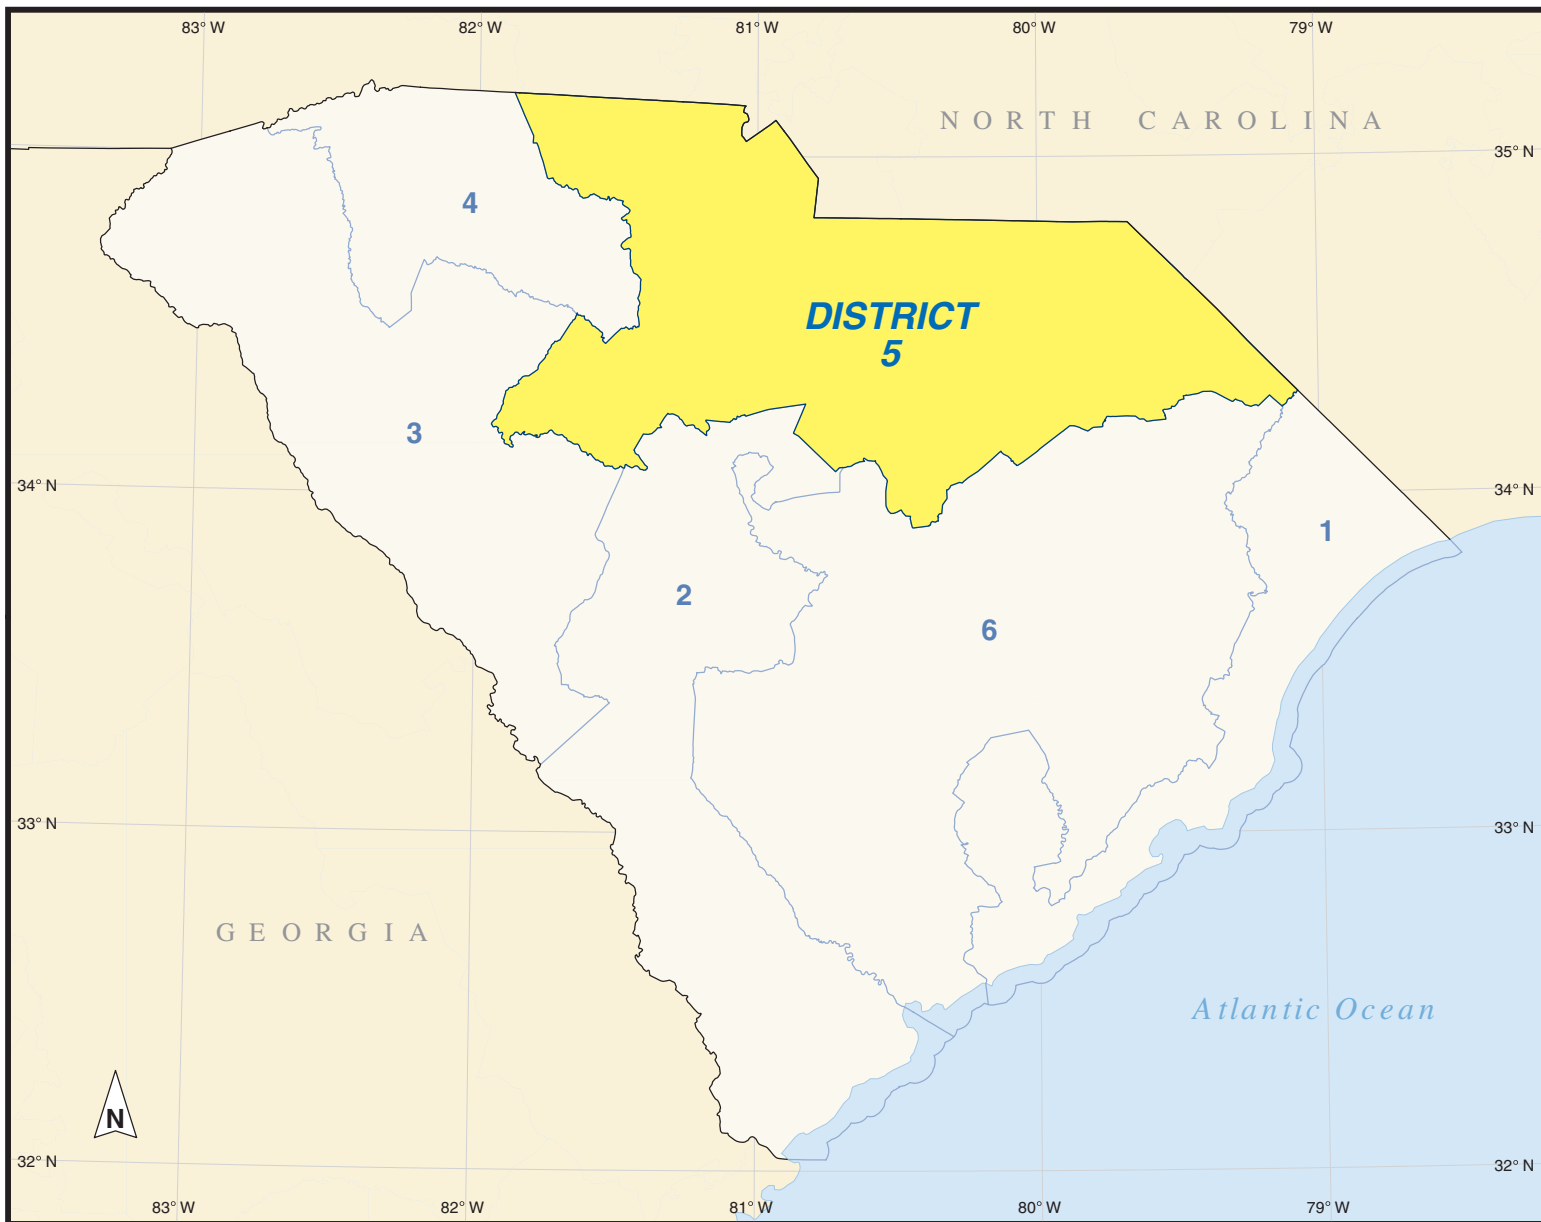 83° W
82° W
81° W
80° W
79° W
NORTH CAROLINA
35° N
4
DISTRICT
5
3
34° N
34° N
1
2
6
33° N
33° N
GEORGIA
Atlantic Ocean
N
32° N
32° N
83° W
82° W
81° W
80° W
79° W